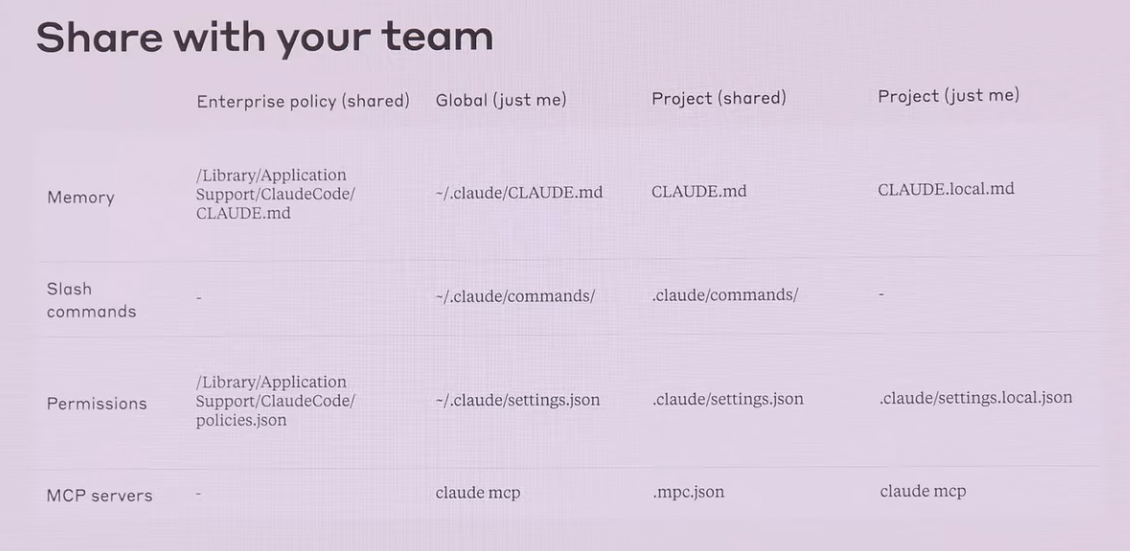 Share with your team
Enterprise policy (shared) Global (just me) Project (shared) Project (just me)
Memory
/Library/Application
Support/ClaudeCode/
CLAUDE.md
~/.claude/CLAUDE.md
CLAUDE.md
CLAUDE.local.md
Slash
commands
-
~/.claude/commands/
.claude/commands/
-
Permissions
/Library/Application
Support/ClaudeCode/
policies.json
~/.claude/settings.json
.claude/settings.json
.claude/settings.local.json
MCP servers
-
claude mcp
.mpc.json
claude mcp